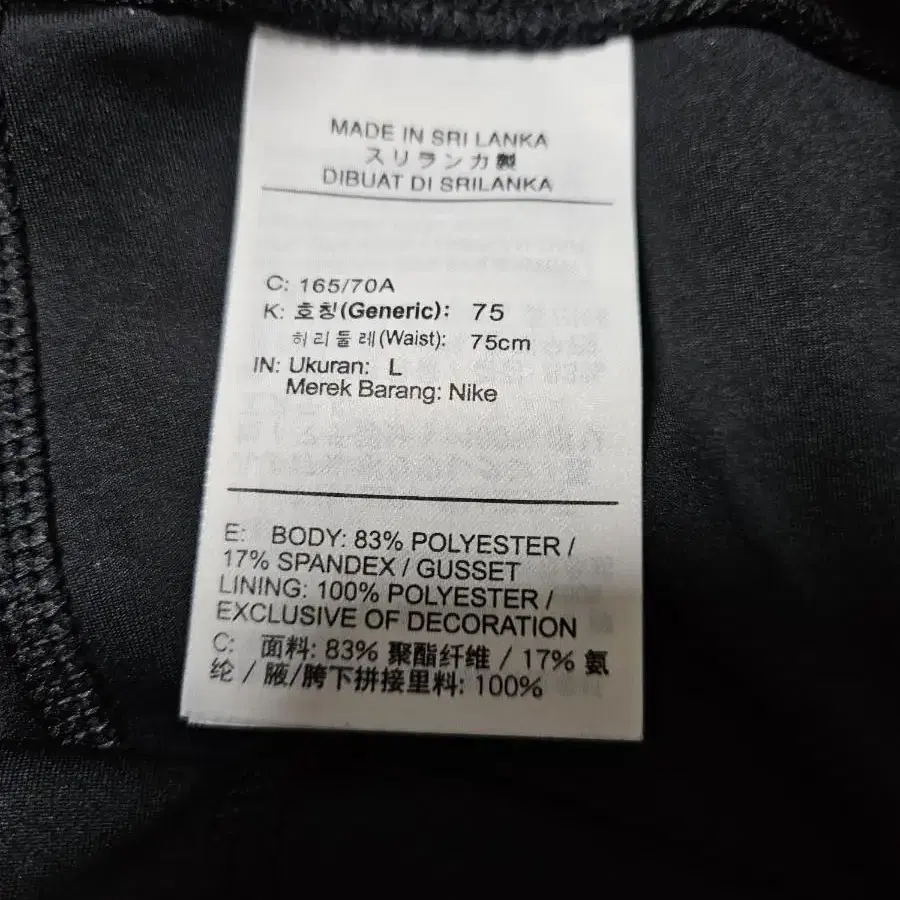 MADE IN SRI LANKA
スリランカ製
DIBUAT DI SRILANKA
C: 165/70A
K: 호칭(Generic): 75
허리둘레(Waist): 75cm
IN: Ukuran: L
Merek Barang: Nike
E: BODY: 83% POLYESTER /
17% SPANDEX / GUSSET
LINING: 100% POLYESTER /
EXCLUSIVE OF DECORATION
C: 面料: 83% 聚酯纤维 / 17% 氨
纶 / 腋/胯下拼接里料: 100%